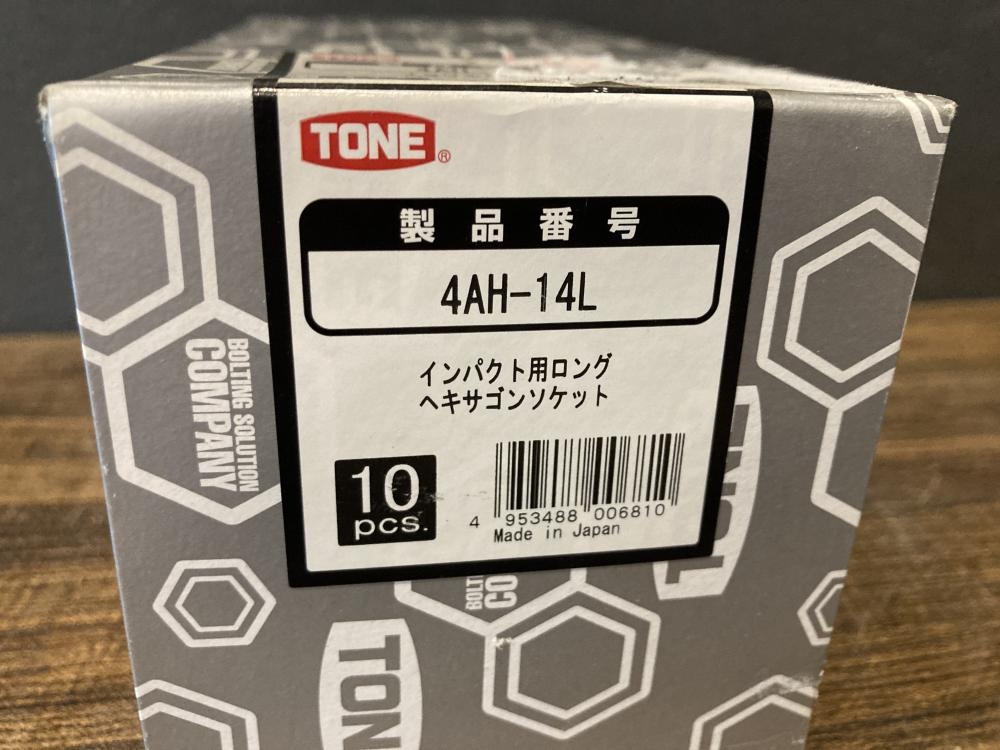 TONE®
製品番号
4AH-14L
インパクト用ロング
ヘキサゴンソケット
10
pcs.
4 953488 006810
Made in Japan
BOLTING SOLUTION
COMPANY
TONE